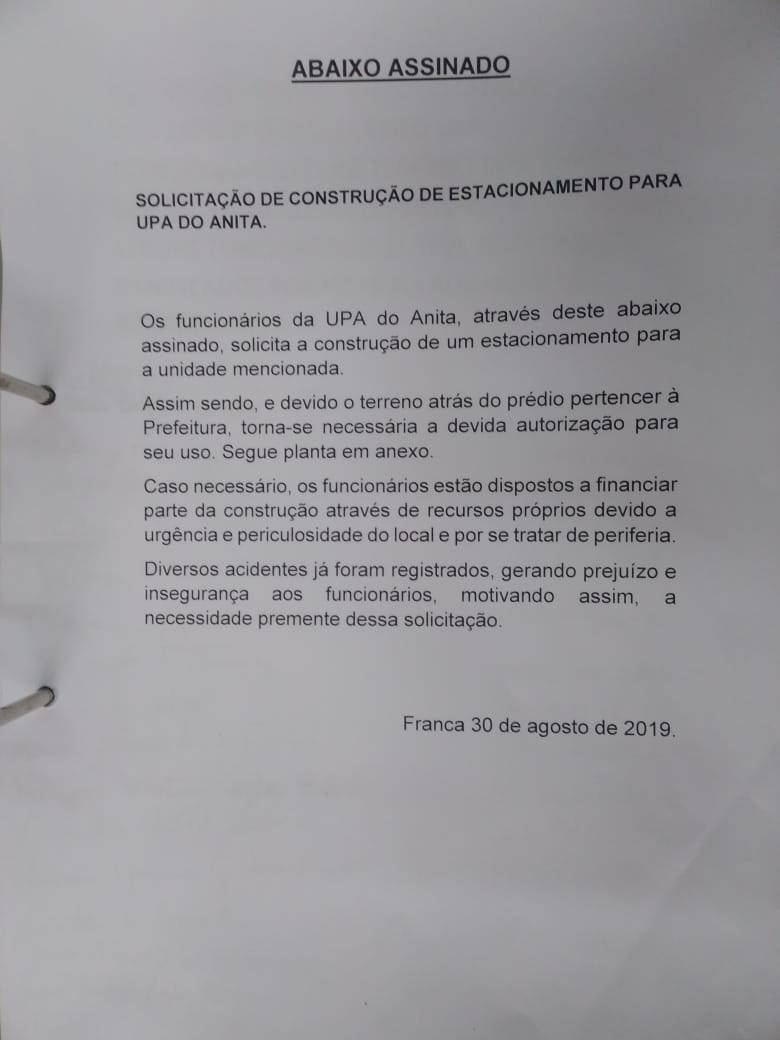 ABAIXO ASSINADO
SOLICITAÇÃO DE CONSTRUÇÃO DE ESTACIONAMENTO PARA
UPA DO ANITA.
Os funcionários da UPA do Anita, através deste abaixo
assinado, solicita a construção de um estacionamento para
a unidade mencionada.
Assim sendo, e devido o terreno atrás do prédio pertencer à
Prefeitura, torna-se necessária a devida autorização para
seu uso. Segue planta em anexo.
Caso necessário, os funcionários estão dispostos a financiar
parte da construção através de recursos próprios devido a
urgência e periculosidade do local e por se tratar de periferia.
Diversos acidentes já foram registrados, gerando prejuízo e
insegurança aos funcionários, motivando assim, a
necessidade premente dessa solicitação.
Franca 30 de agosto de 2019.